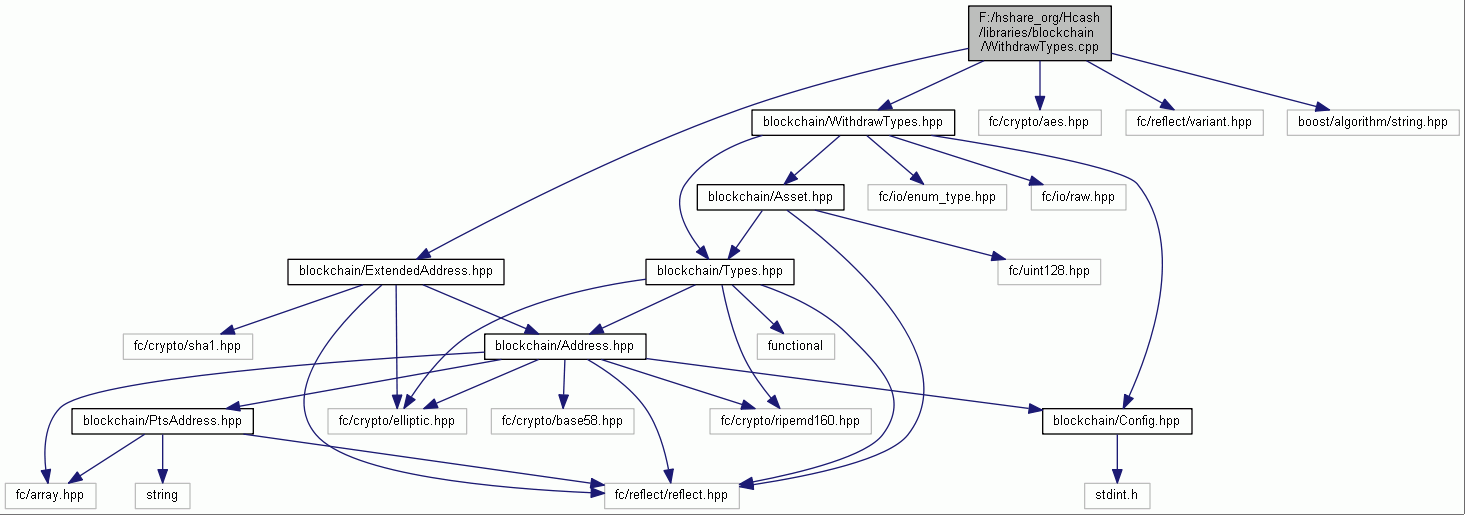 F:/hshare_org/Hcash
/libraries/blockchain
/WithdrawTypes.cpp
blockchain/WithdrawTypes.hpp
fc/crypto/aes.hpp
fc/reflect/variant.hpp
boost/algorithm/string.hpp
blockchain/Asset.hpp
fc/io/enum_type.hpp
fc/io/raw.hpp
blockchain/ExtendedAddress.hpp
blockchain/Types.hpp
fc/uint128.hpp
fc/crypto/sha1.hpp
blockchain/Address.hpp
functional
blockchain/PtsAddress.hpp
fc/crypto/elliptic.hpp
fc/crypto/base58.hpp
fc/crypto/ripemd160.hpp
blockchain/Config.hpp
fc/array.hpp
string
fc/reflect/reflect.hpp
stdint.h